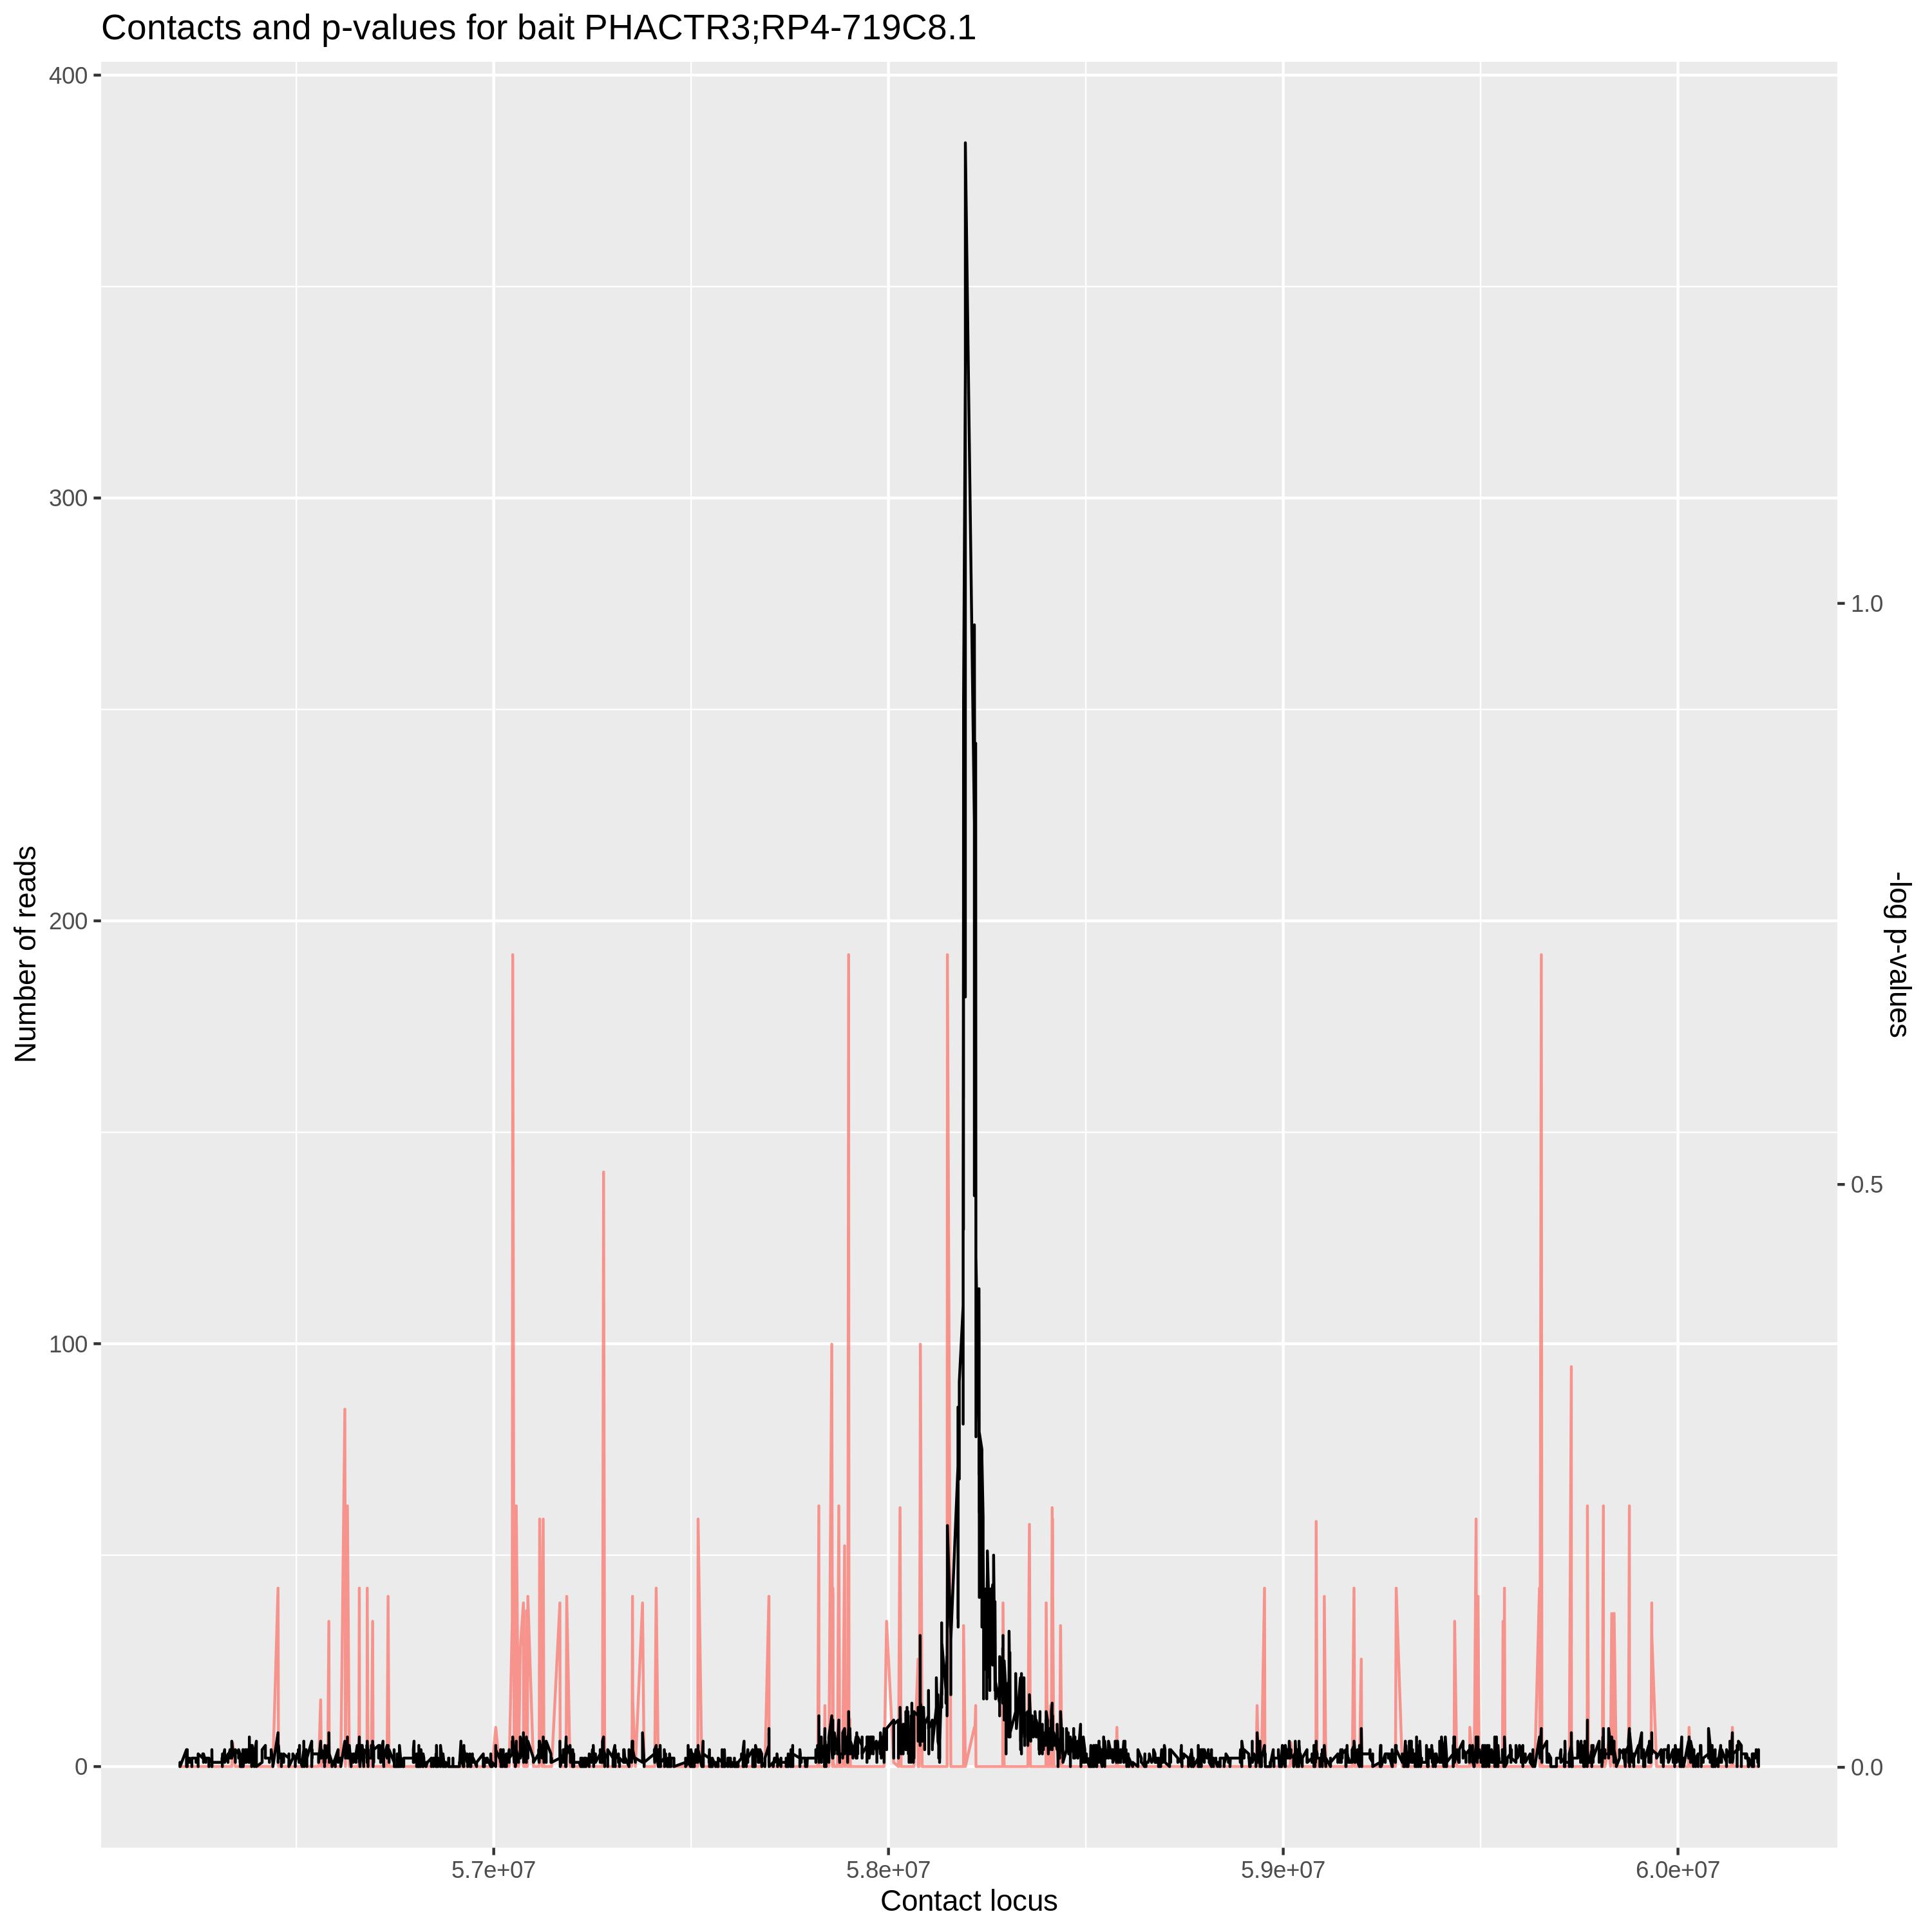 Contacts and p-values for bait PHACTR3;RP4-719C8.1
400
300
200
100
0
Number of reads
1.0
0.5
0.0
-log p-values
5.7e+07
5.8e+07
5.9e+07
6.0e+07
Contact locus